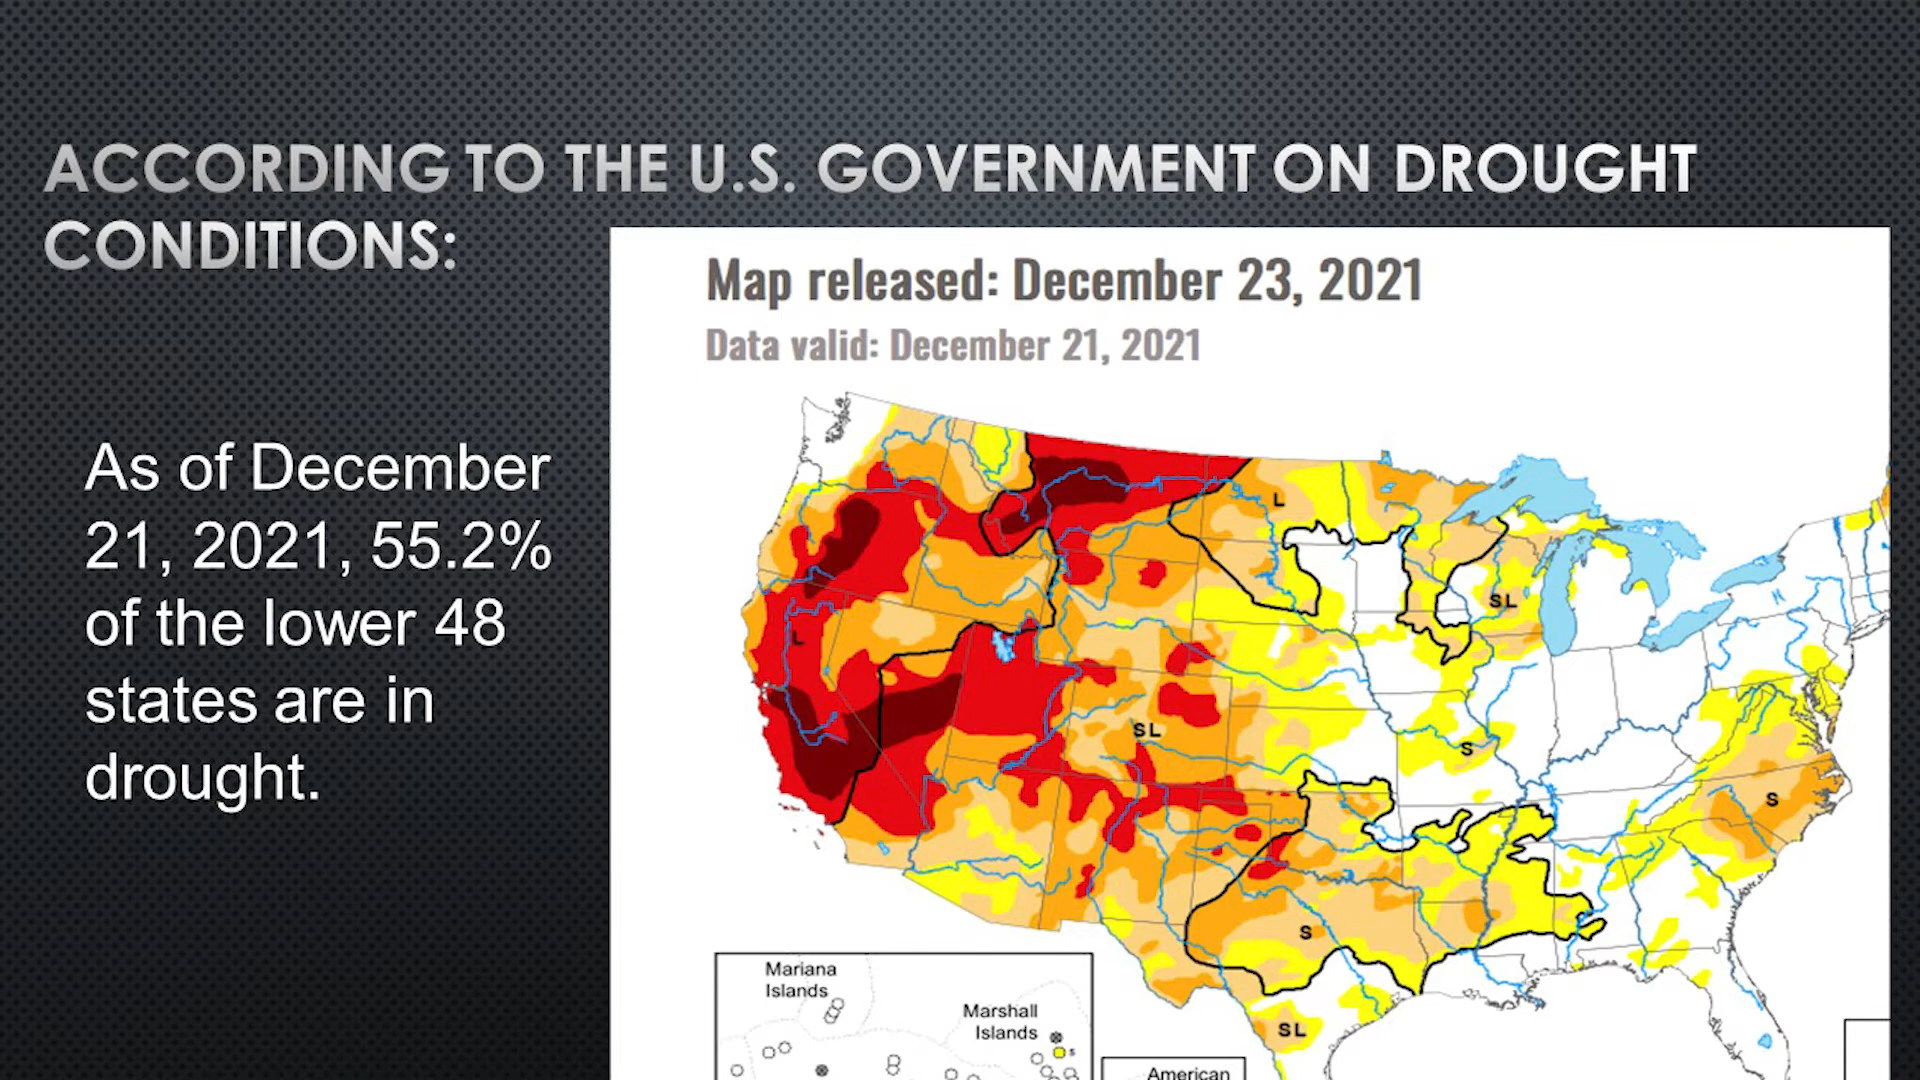 ACCORDING TO THE U.S. GOVERNMENT ON DROUGHT
CONDITIONS:
Map released: December 23, 2021
Data valid: December 21, 2021
As of December
21, 2021, 55.2%
of the lower 48
states are in
drought.
L
SL
L
SL
S
S
S
SL
Mariana
Islands
Marshall
Islands
S
American